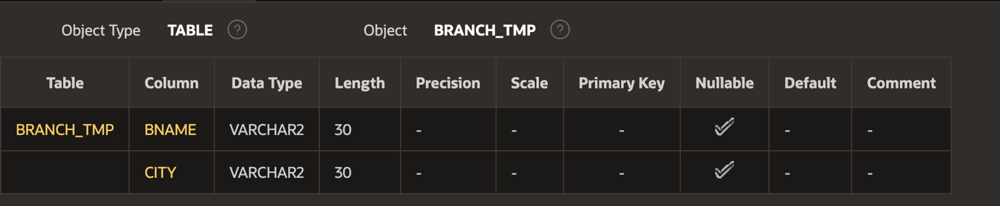 Object Type TABLE ? Object BRANCH_TMP ?
Table Column Data Type Length Precision Scale Primary Key Nullable Default Comment
BRANCH_TMP BNAME VARCHAR2 30 - - - ✓ - -
CITY VARCHAR2 30 - - - ✓ - -